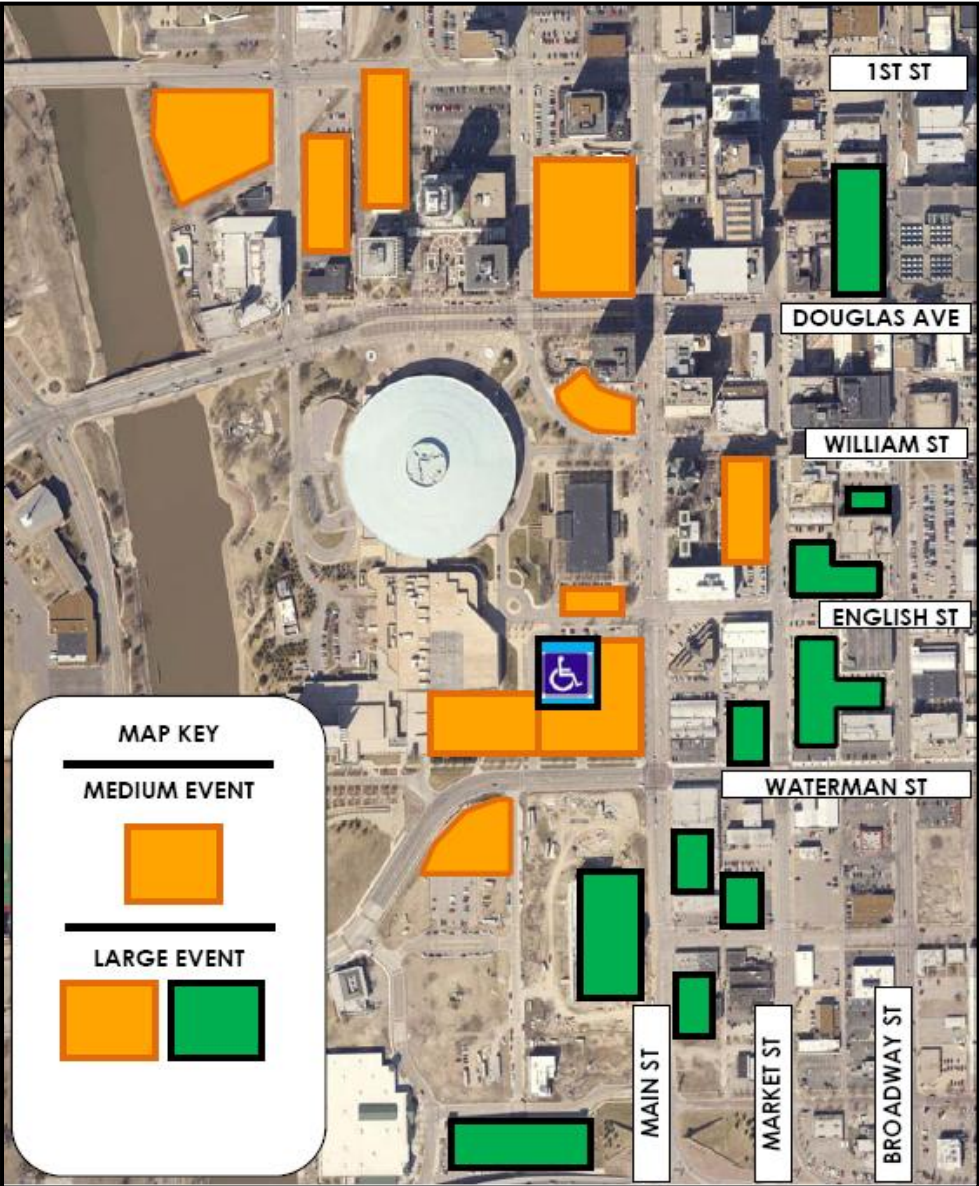 1ST ST
DOUGLAS AVE
WILLIAM ST
ENGLISH ST
WATERMAN ST
MAP KEY
MEDIUM EVENT
LARGE EVENT
MAIN ST
MARKET ST
BROADWAY ST